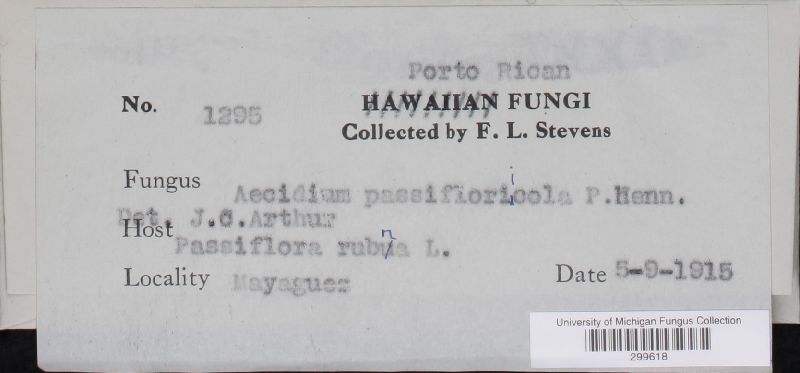 Porto Rican
No. 1295 HAWAIIAN FUNGI
Collected by F. L. Stevens
Fungus Aecidium passifloriicola P.Henn.
Det. J.C.Arthur
Host Passiflora rubra L.
Locality Mayaguez Date 5-9-1915
University of Michigan Fungus Collection
299618